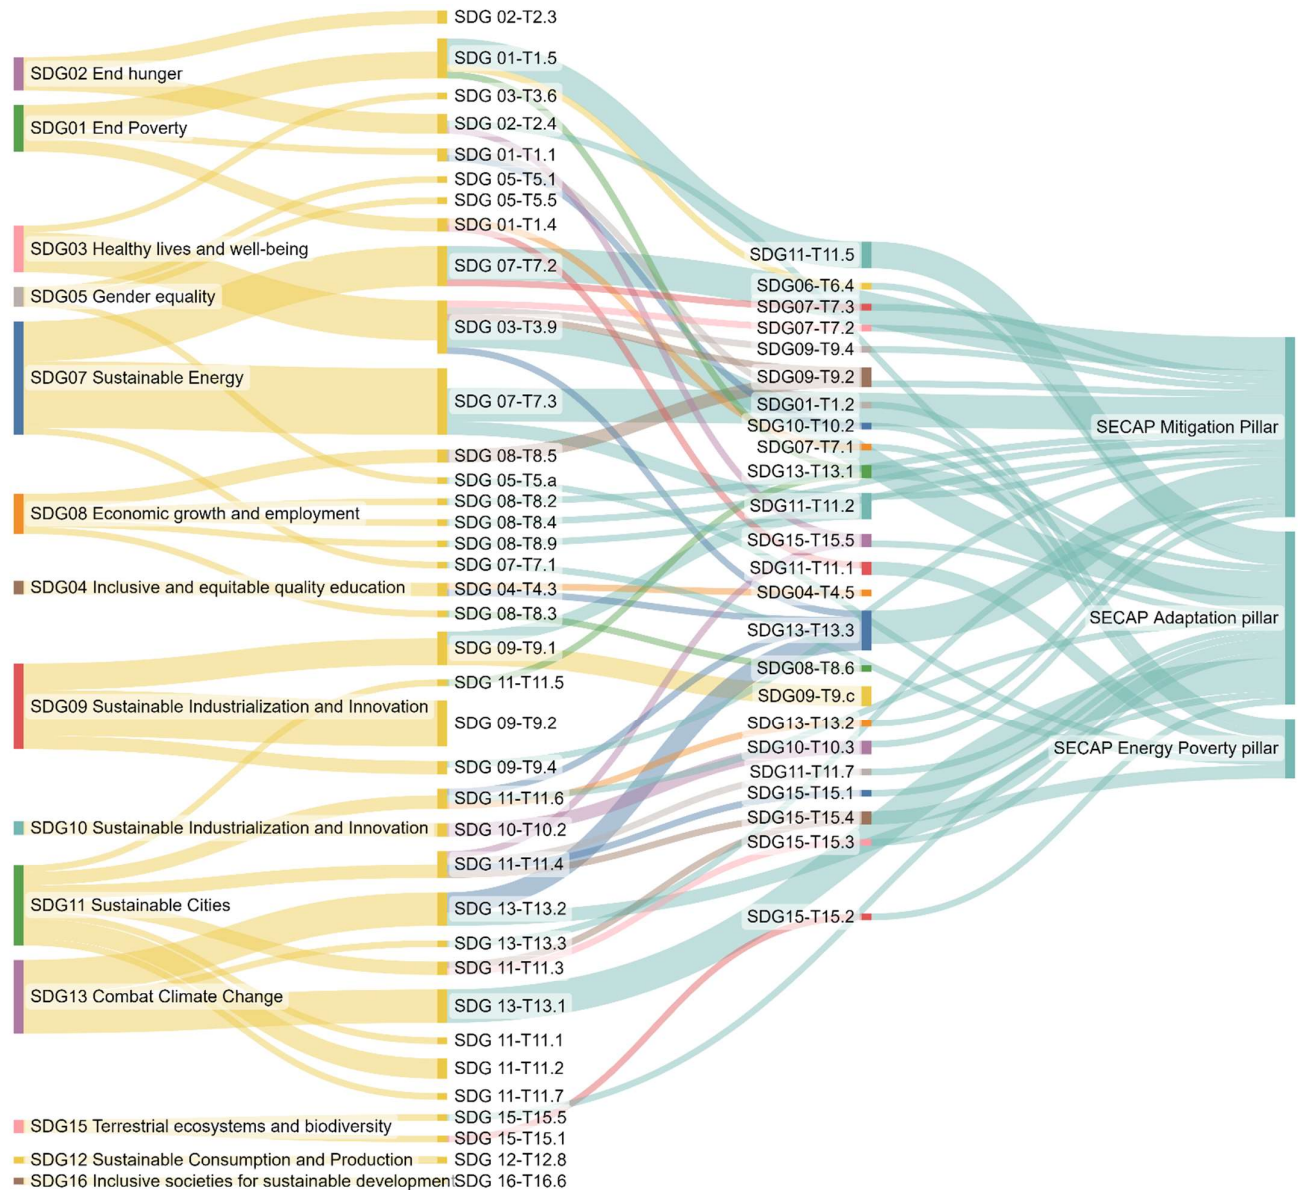 SDG02 End hunger
SDG01 End Poverty
SDG03 Healthy lives and well-being
SDG05 Gender equality
SDG07 Sustainable Energy
SDG08 Economic growth and employment
SDG04 Inclusive and equitable quality education
SDG09 Sustainable Industrialization and Innovation
SDG10 Sustainable Industrialization and Innovation
SDG11 Sustainable Cities
SDG13 Combat Climate Change
SDG15 Terrestrial ecosystems and biodiversity
SDG12 Sustainable Consumption and Production
SDG16 Inclusive societies for sustainable development
SDG 02-T2.3
SDG 01-T1.5
SDG 03-T3.6
SDG 02-T2.4
SDG 01-T1.1
SDG 05-T5.1
SDG 05-T5.5
SDG 01-T1.4
SDG 07-T7.2
SDG 03-T3.9
SDG 07-T7.3
SDG 08-T8.5
SDG 05-T5.a
SDG 08-T8.2
SDG 08-T8.4
SDG 08-T8.9
SDG 07-T7.1
SDG 04-T4.3
SDG 08-T8.3
SDG 09-T9.1
SDG 11-T11.5
SDG 09-T9.2
SDG 09-T9.4
SDG 11-T11.6
SDG 10-T10.2
SDG 11-T11.4
SDG 13-T13.2
SDG 13-T13.3
SDG 11-T11.3
SDG 13-T13.1
SDG 11-T11.1
SDG 11-T11.2
SDG 11-T11.7
SDG 15-T15.5
SDG 15-T15.1
SDG 12-T12.8
SDG 16-T16.6
SDG11-T11.5
SDG06-T6.4
SDG07-T7.3
SDG07-T7.2
SDG09-T9.4
SDG09-T9.2
SDG01-T1.2
SDG10-T10.2
SDG07-T7.1
SDG13-T13.1
SDG11-T11.2
SDG15-T15.5
SDG11-T11.1
SDG04-T4.5
SDG13-T13.3
SDG08-T8.6
SDG09-T9.c
SDG13-T13.2
SDG10-T10.3
SDG11-T11.7
SDG15-T15.1
SDG15-T15.4
SDG15-T15.3
SDG15-T15.2
SECAP Mitigation Pillar
SECAP Adaptation pillar
SECAP Energy Poverty pillar